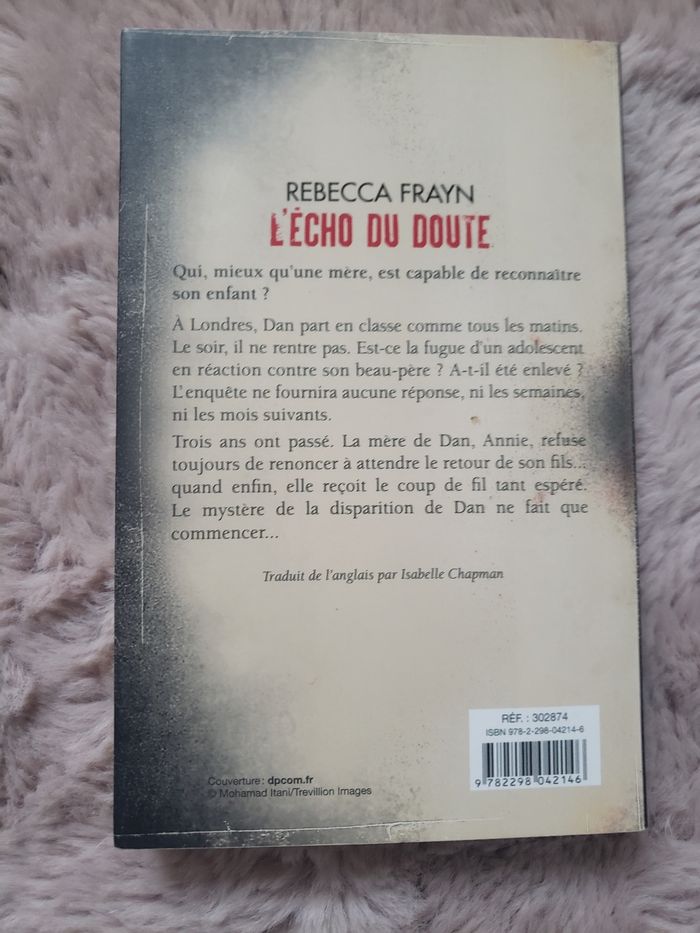 REBECCA FRAYN
L'ÉCHO DU DOUTE
Qui, mieux qu'une mère, est capable de reconnaître
son enfant ?
À Londres, Dan part en classe comme tous les matins.
Le soir, il ne rentre pas. Est-ce la fugue d'un adolescent
en réaction contre son beau-père ? A-t-il été enlevé ?
L'enquête ne fournira aucune réponse, ni les semaines,
ni les mois suivants.
Trois ans ont passé. La mère de Dan, Annie, refuse
toujours de renoncer à attendre le retour de son fils...
quand enfin, elle reçoit le coup de fil tant espéré.
Le mystère de la disparition de Dan ne fait que
commencer...
Traduit de l'anglais par Isabelle Chapman
RÉF. : 302874
ISBN 978-2-298-04214-6
9 782298 042146
Couverture : dpcom.fr
© Mohamad Itani/Trevillion Images